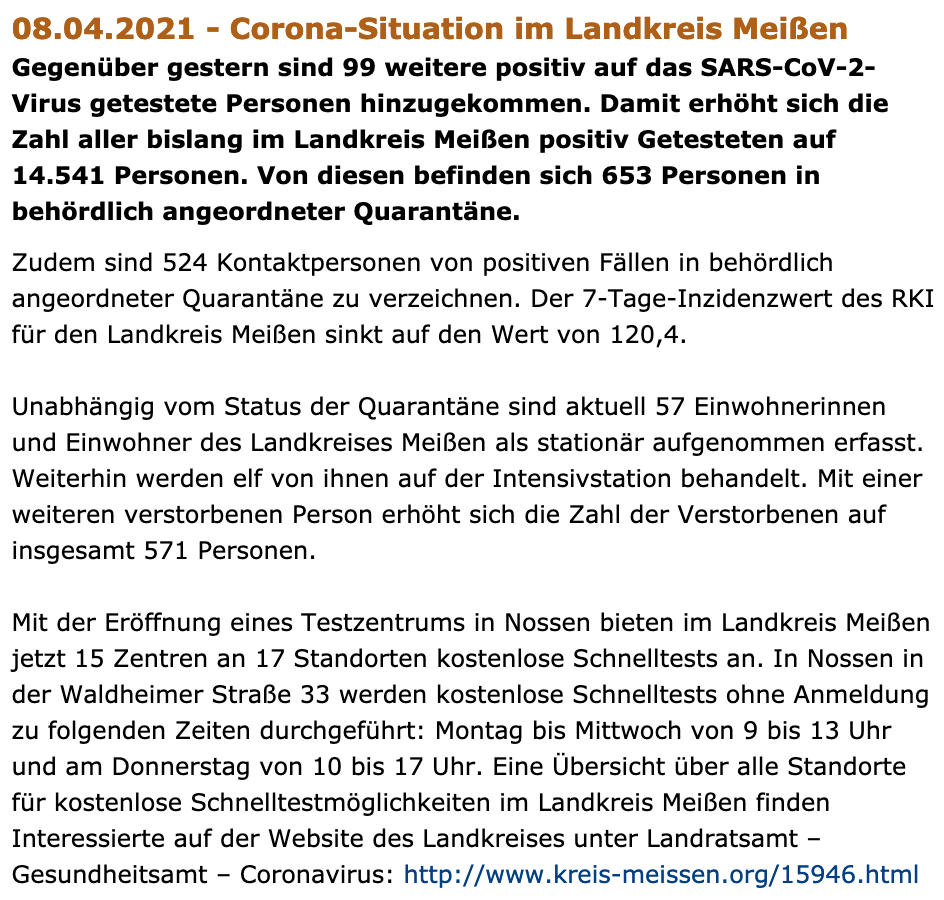 08.04.2021 - Corona-Situation im Landkreis Meißen
Gegenüber gestern sind 99 weitere positiv auf das SARS-CoV-2-
Virus getestete Personen hinzugekommen. Damit erhöht sich die
Zahl aller bislang im Landkreis Meißen positiv Getesteten auf
14.541 Personen. Von diesen befinden sich 653 Personen in
behördlich angeordneter Quarantäne.
Zudem sind 524 Kontaktpersonen von positiven Fällen in behördlich
angeordneter Quarantäne zu verzeichnen. Der 7-Tage-Inzidenzwert des RKI
für den Landkreis Meißen sinkt auf den Wert von 120,4.
Unabhängig vom Status der Quarantäne sind aktuell 57 Einwohnerinnen
und Einwohner des Landkreises Meißen als stationär aufgenommen erfasst.
Weiterhin werden elf von ihnen auf der Intensivstation behandelt. Mit einer
weiteren verstorbenen Person erhöht sich die Zahl der Verstorbenen auf
insgesamt 571 Personen.
Mit der Eröffnung eines Testzentrums in Nossen bieten im Landkreis Meißen
jetzt 15 Zentren an 17 Standorten kostenlose Schnelltests an. In Nossen in
der Waldheimer Straße 33 werden kostenlose Schnelltests ohne Anmeldung
zu folgenden Zeiten durchgeführt: Montag bis Mittwoch von 9 bis 13 Uhr
und am Donnerstag von 10 bis 17 Uhr. Eine Übersicht über alle Standorte
für kostenlose Schnelltestmöglichkeiten im Landkreis Meißen finden
Interessierte auf der Website des Landkreises unter Landratsamt –
Gesundheitsamt – Coronavirus: http://www.kreis-meissen.org/15946.html